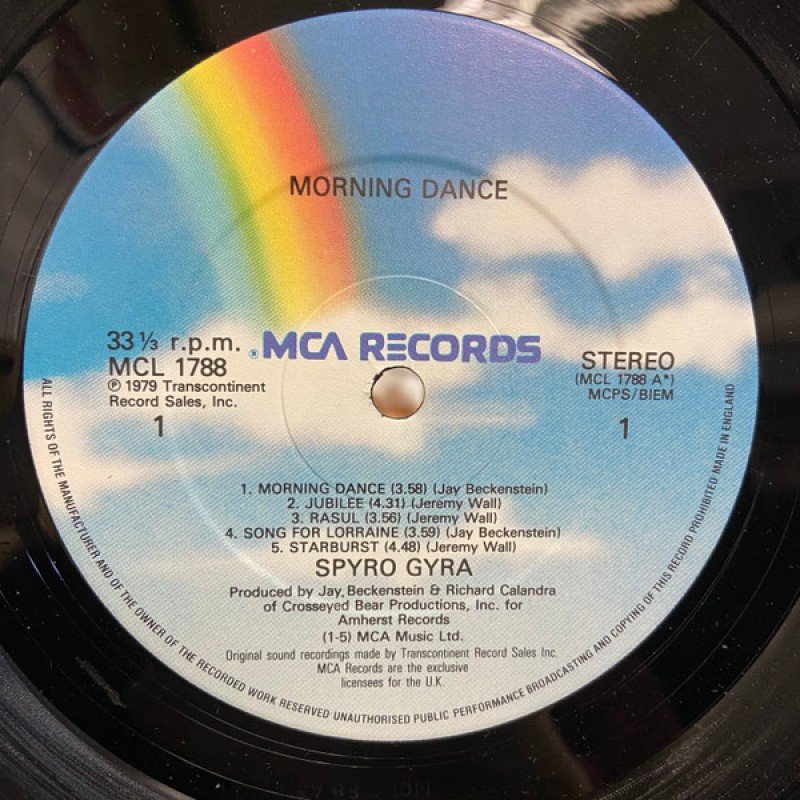 MORNING DANCE
33 1/3 r.p.m.
MCL 1788
℗ 1979 Transcontinent
Record Sales, Inc.
1
MCA RECORDS
STEREO
(MCL 1788 A*)
MCPS/BIEM
1
1. MORNING DANCE (3.58) (Jay Beckenstein)
2. JUBILEE (4.31) (Jeremy Wall)
3. RASUL (3.56) (Jeremy Wall)
4. SONG FOR LORRAINE (3.59) (Jay Beckenstein)
5. STARBURST (4.48) (Jeremy Wall)
SPYRO GYRA
Produced by Jay, Beckenstein & Richard Calandra
of Crosseyed Bear Productions, Inc. for
Amherst Records
(1-5) MCA Music Ltd.
Original sound recordings made by Transcontinent Record Sales Inc.
MCA Records are the exclusive
licensees for the U.K.
ALL RIGHTS OF THE MANUFACTURER AND OF THE OWNER OF THE RECORDED WORK RESERVED·UNAUTHORISED PUBLIC PERFORMANCE BROADCASTING AND COPYING OF THIS RECORD PROHIBITED·MADE IN ENGLAND